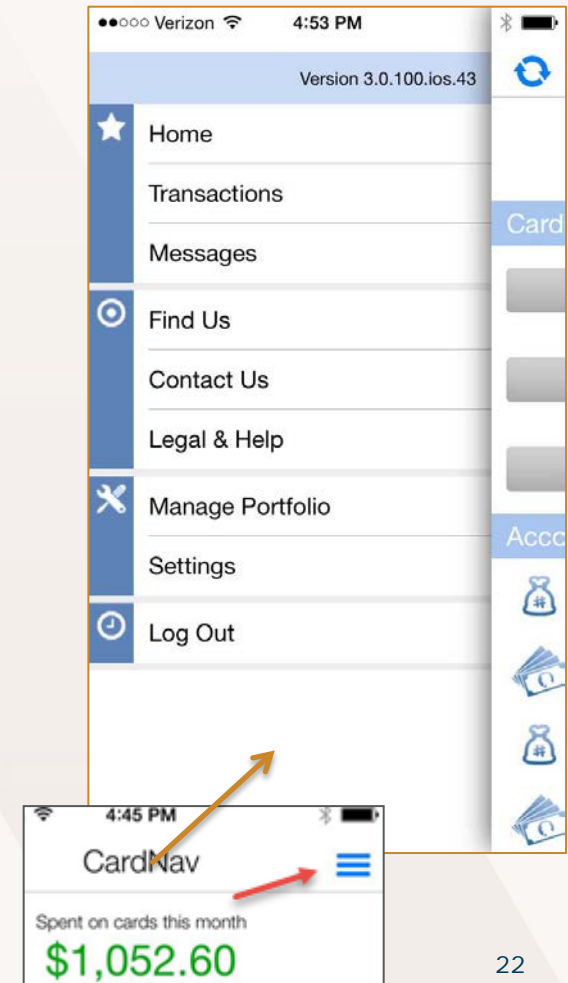 Verizon 4:53 PM
Version 3.0.100.ios.43
Home
Transactions
Card
Messages
Find Us
Contact Us
Legal & Help
Manage Portfolio
Acco
Settings
Log Out
4:45 PM
CardNav
Spent on cards this month
$1,052.60
22